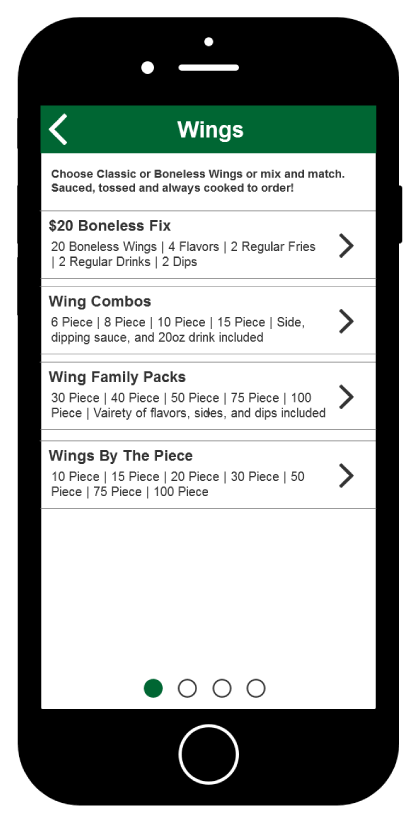 Wings
Choose Classic or Boneless Wings or mix and match.
Sauced, tossed and always cooked to order!
$20 Boneless Fix
20 Boneless Wings | 4 Flavors | 2 Regular Fries
| 2 Regular Drinks | 2 Dips
Wing Combos
6 Piece | 8 Piece | 10 Piece | 15 Piece | Side,
dipping sauce, and 20oz drink included
Wing Family Packs
30 Piece | 40 Piece | 50 Piece | 75 Piece | 100
Piece | Vairety of flavors, sides, and dips included
Wings By The Piece
10 Piece | 15 Piece | 20 Piece | 30 Piece | 50
Piece | 75 Piece | 100 Piece